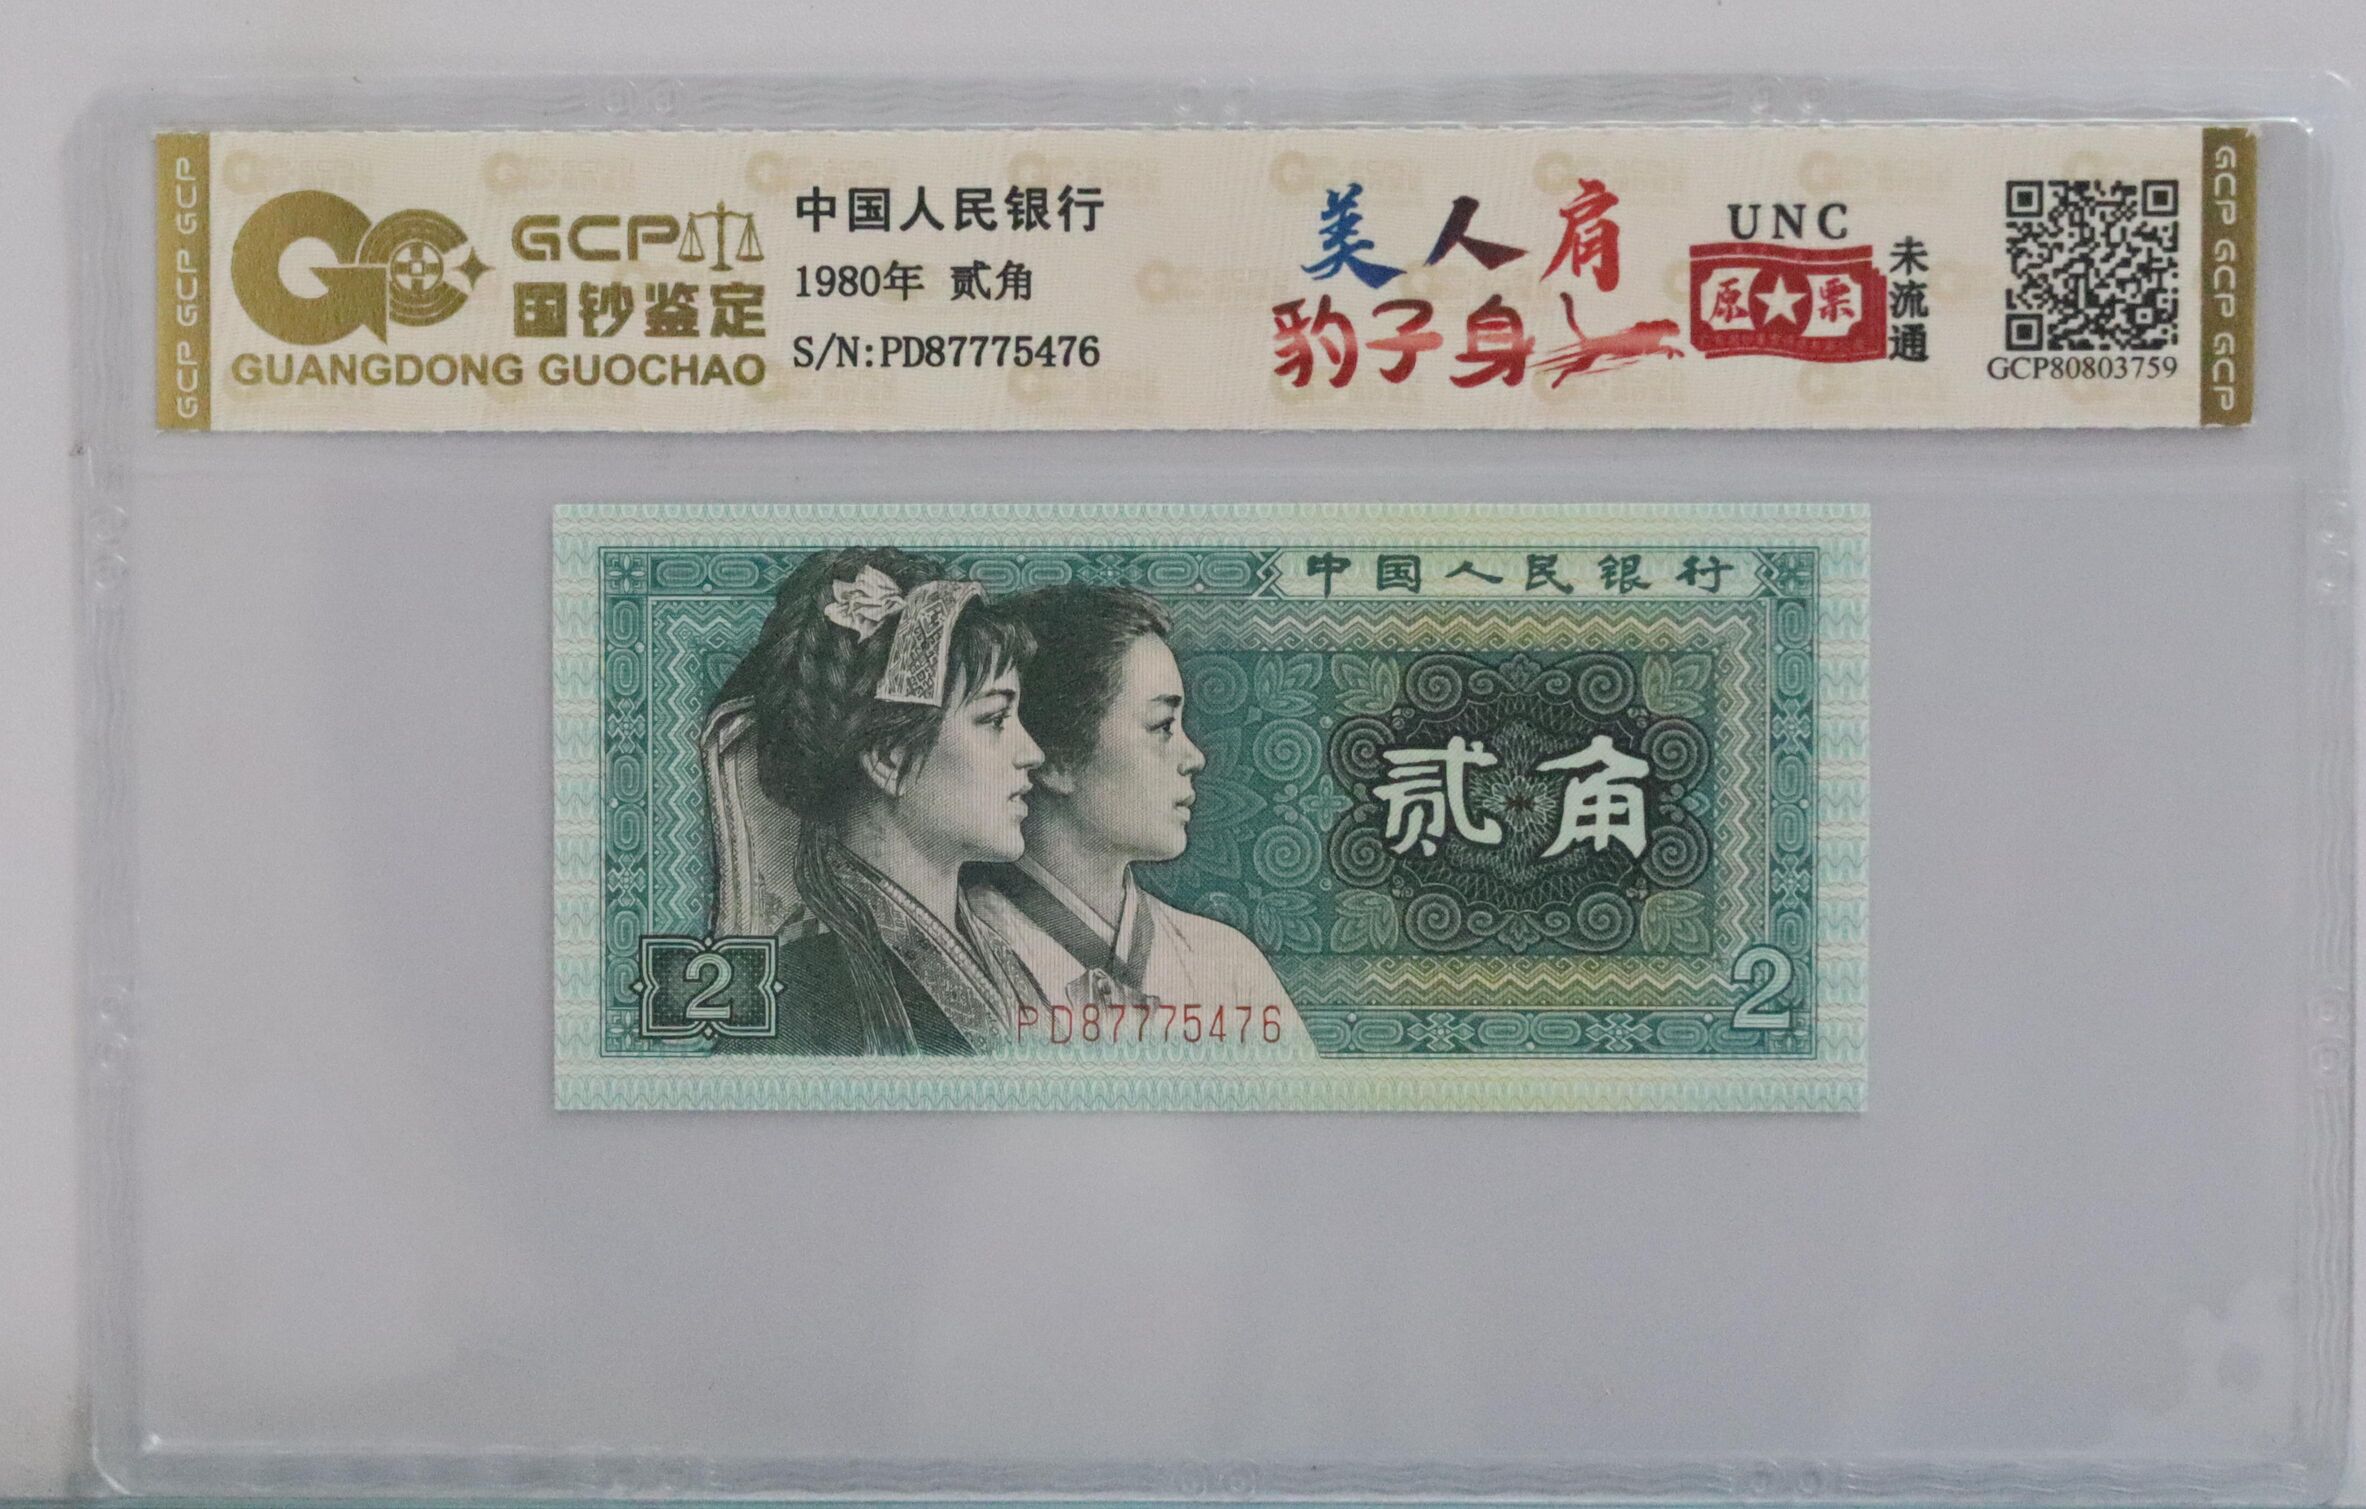 GCP GCP GCP
GCP
国钞鉴定
GUANGDONG GUOCHAO
中国人民银行
1980年 贰角
S/N:PD87775476
美人肩
豹子身
UNC
原票
未流通
GCP80803759
GCP GCP GCP
中国人民银行
贰角
2
PD87775476
2